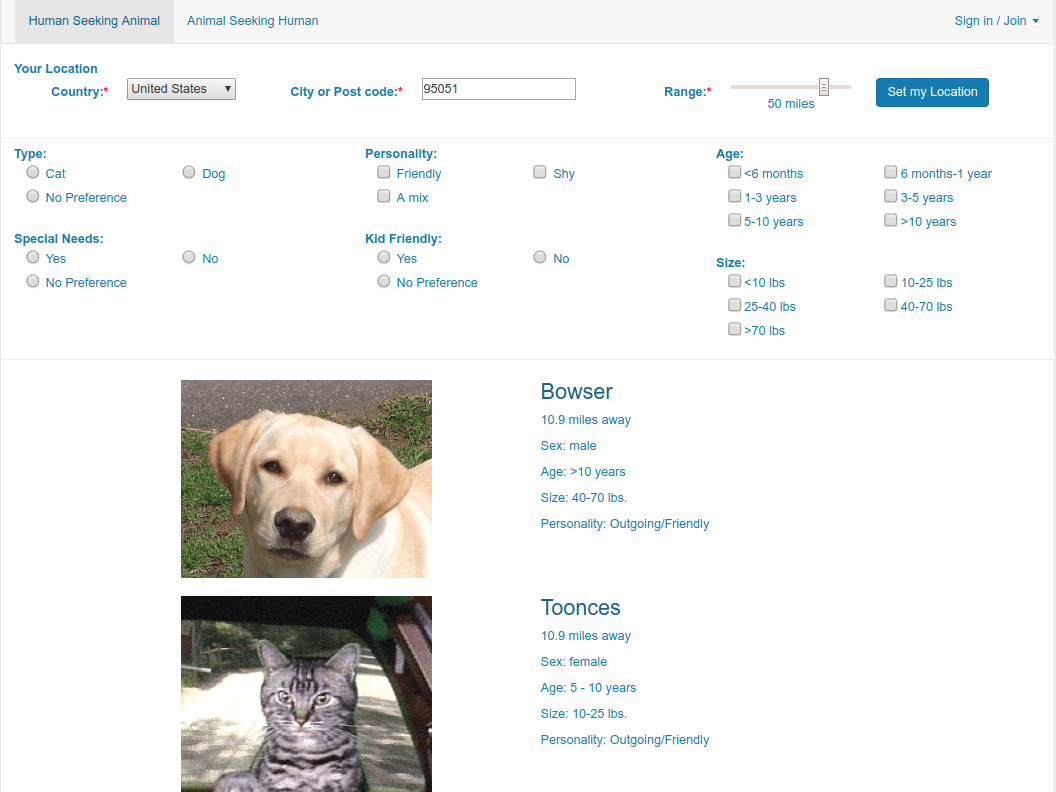 Human Seeking Animal Animal Seeking Human Sign in / Join
Your Location
Country:* United States City or Post code:* 95051 Range:* 50 miles Set my Location
Type:
Cat Dog
No Preference
Special Needs:
Yes No
No Preference
Personality:
Friendly Shy
A mix
Kid Friendly:
Yes No
No Preference
Age:
<6 months 6 months-1 year
1-3 years 3-5 years
5-10 years >10 years
Size:
<10 lbs 10-25 lbs
25-40 lbs 40-70 lbs
>70 lbs
Bowser
10.9 miles away
Sex: male
Age: >10 years
Size: 40-70 lbs.
Personality: Outgoing/Friendly
Toonces
10.9 miles away
Sex: female
Age: 5 - 10 years
Size: 10-25 lbs.
Personality: Outgoing/Friendly